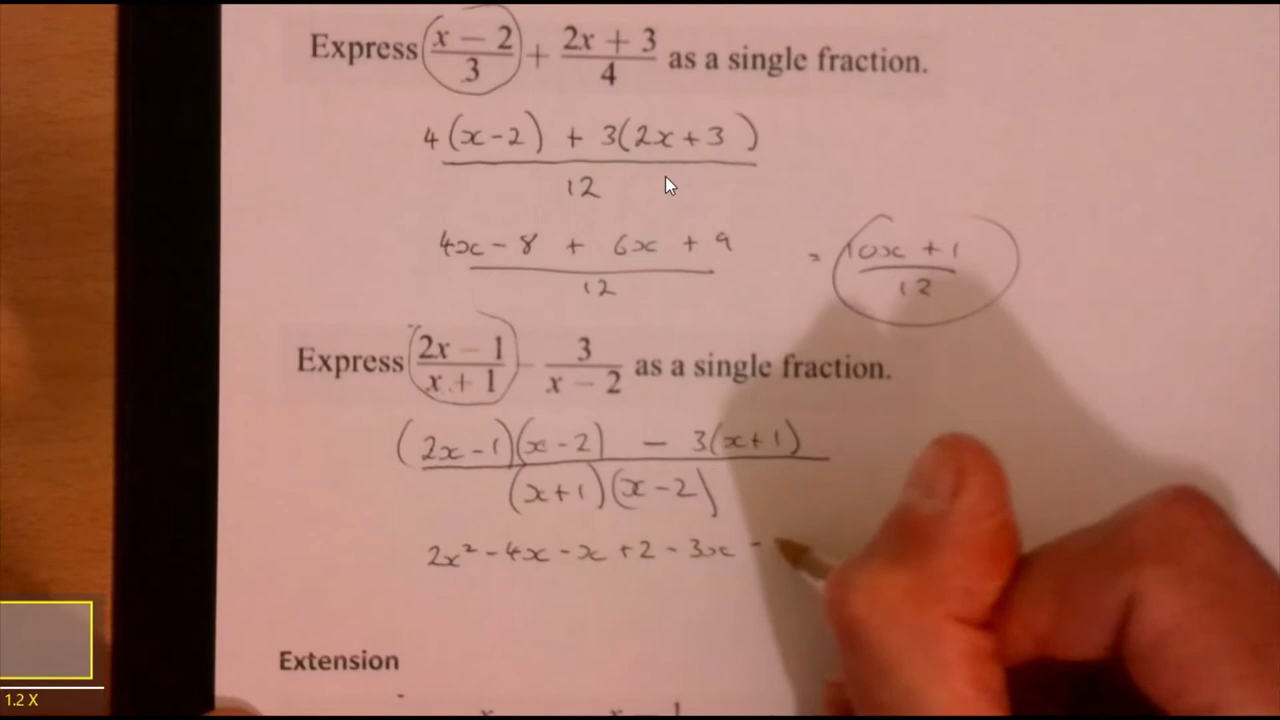 Express (x − 2)/3 + (2x + 3)/4 as a single fraction.
4(x-2) + 3(2x+3)
12
4x - 8 + 6x + 9
12
= 10x + 1
12
Express (2x − 1)/(x + 1) − 3/(x − 2) as a single fraction.
(2x-1)(x-2) - 3(x+1)
(x+1)(x-2)
2x² - 4x - x + 2 - 3x -
Extension
1.2 X